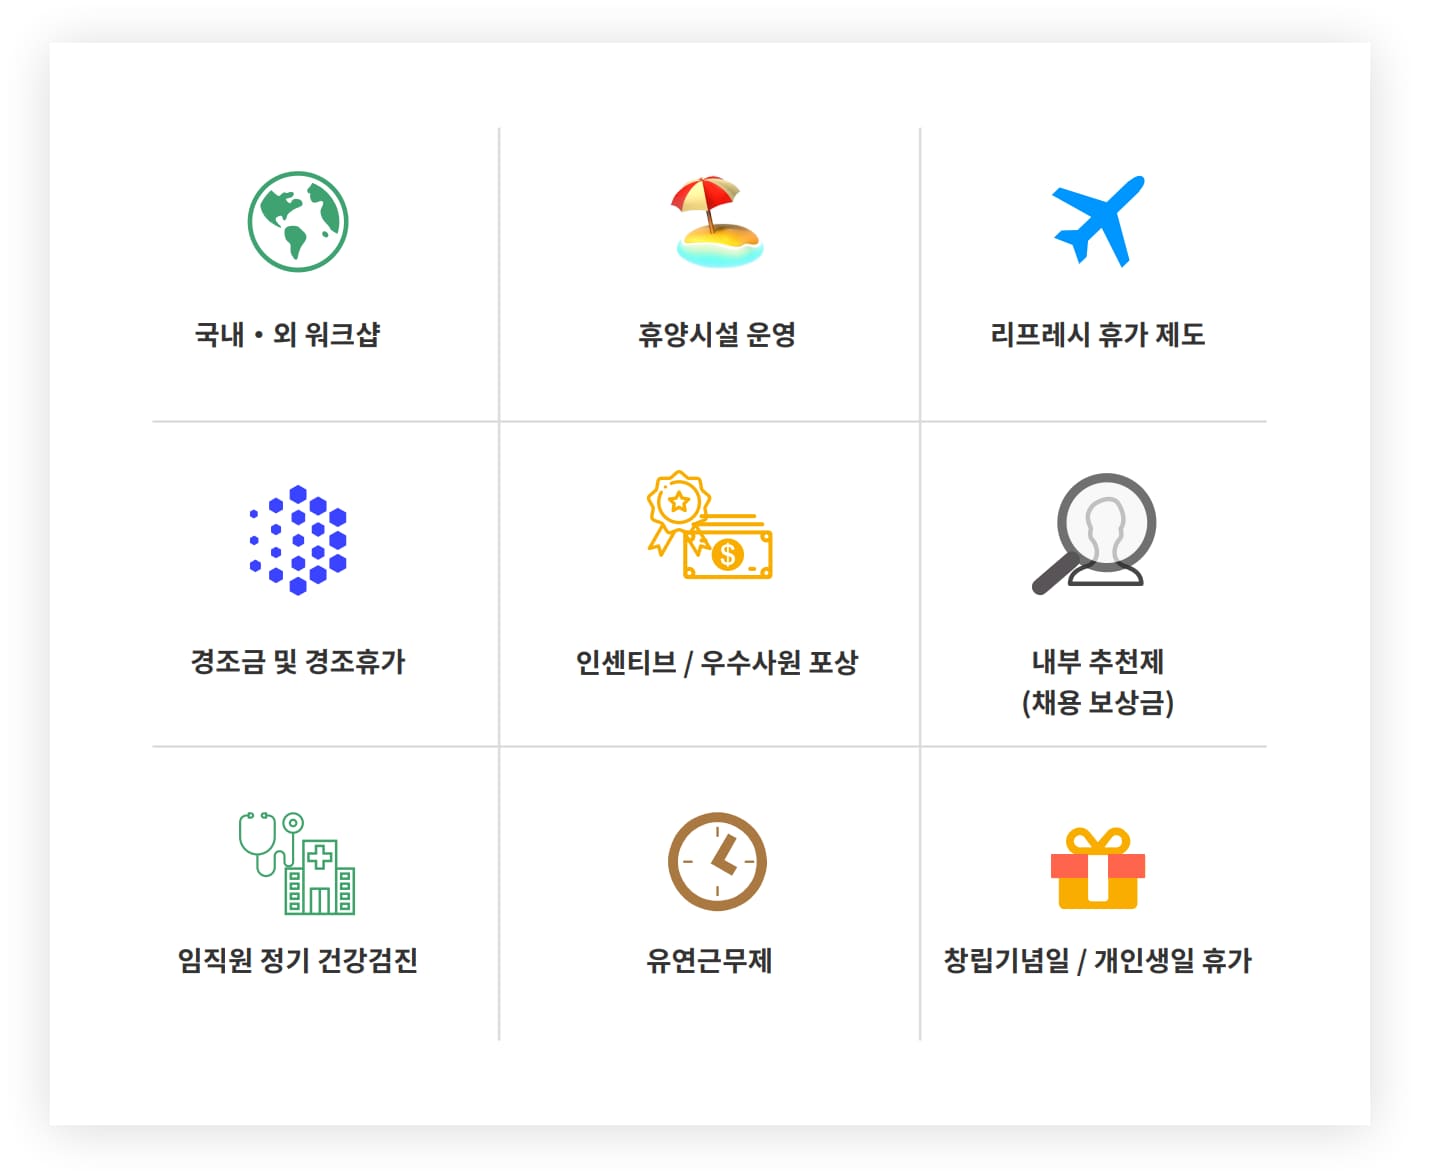 국내 • 외 워크샵
휴양시설 운영
리프레시 휴가 제도
경조금 및 경조휴가
인센티브 / 우수사원 포상
내부 추천제
(채용 보상금)
임직원 정기 건강검진
유연근무제
창립기념일 / 개인생일 휴가